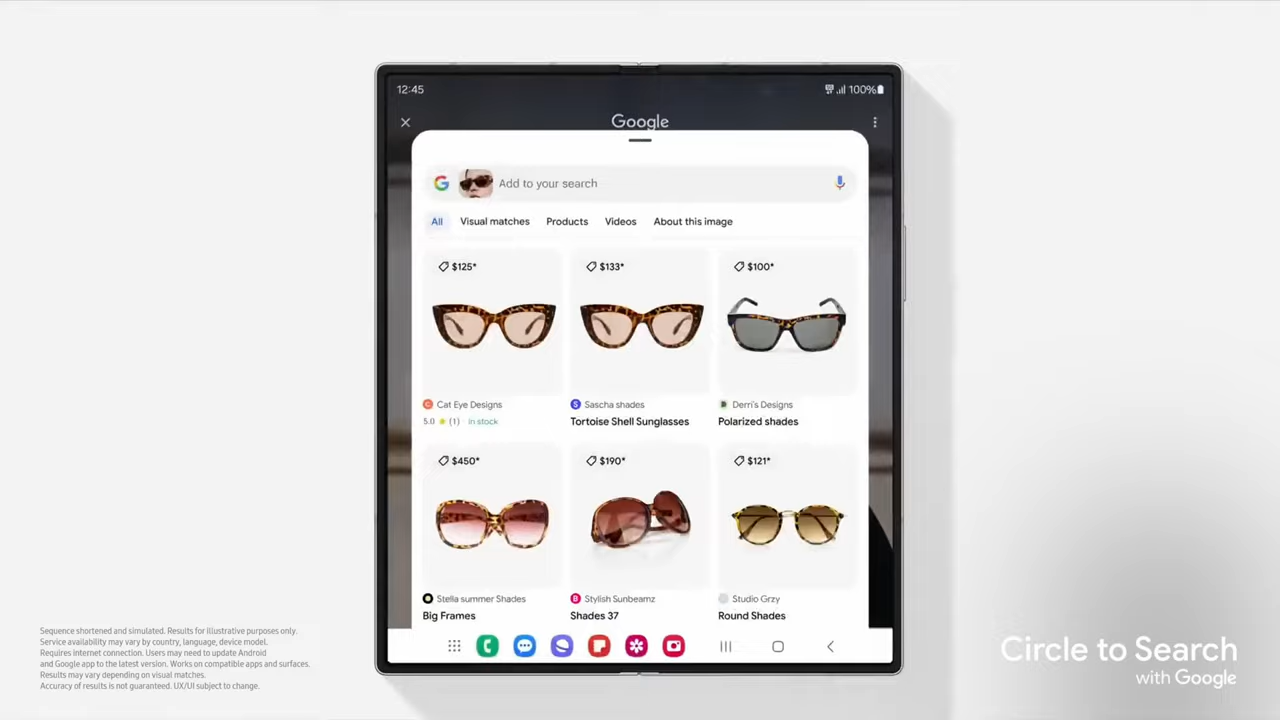 12:45
100%
Google
Add to your search
All Visual matches Products Videos About this image
$125* $133* $100*
Cat Eye Designs Sascha shades Derri's Designs
5.0 ★ (1) In stock Tortoise Shell Sunglasses Polarized shades
$450* $190* $121*
Stella summer Shades Stylish Sunbeamz Studio Grzy
Big Frames Shades 37 Round Shades
Sequence shortened and simulated. Results for illustrative purposes only.
Service availability may vary by country, language, device model.
Requires internet connection. Users may need to update Android
and Google app to the latest version. Works on compatible apps and surfaces.
Results may vary depending on visual matches.
Accuracy of results is not guaranteed. UX/UI subject to change.
Circle to Search
with Google